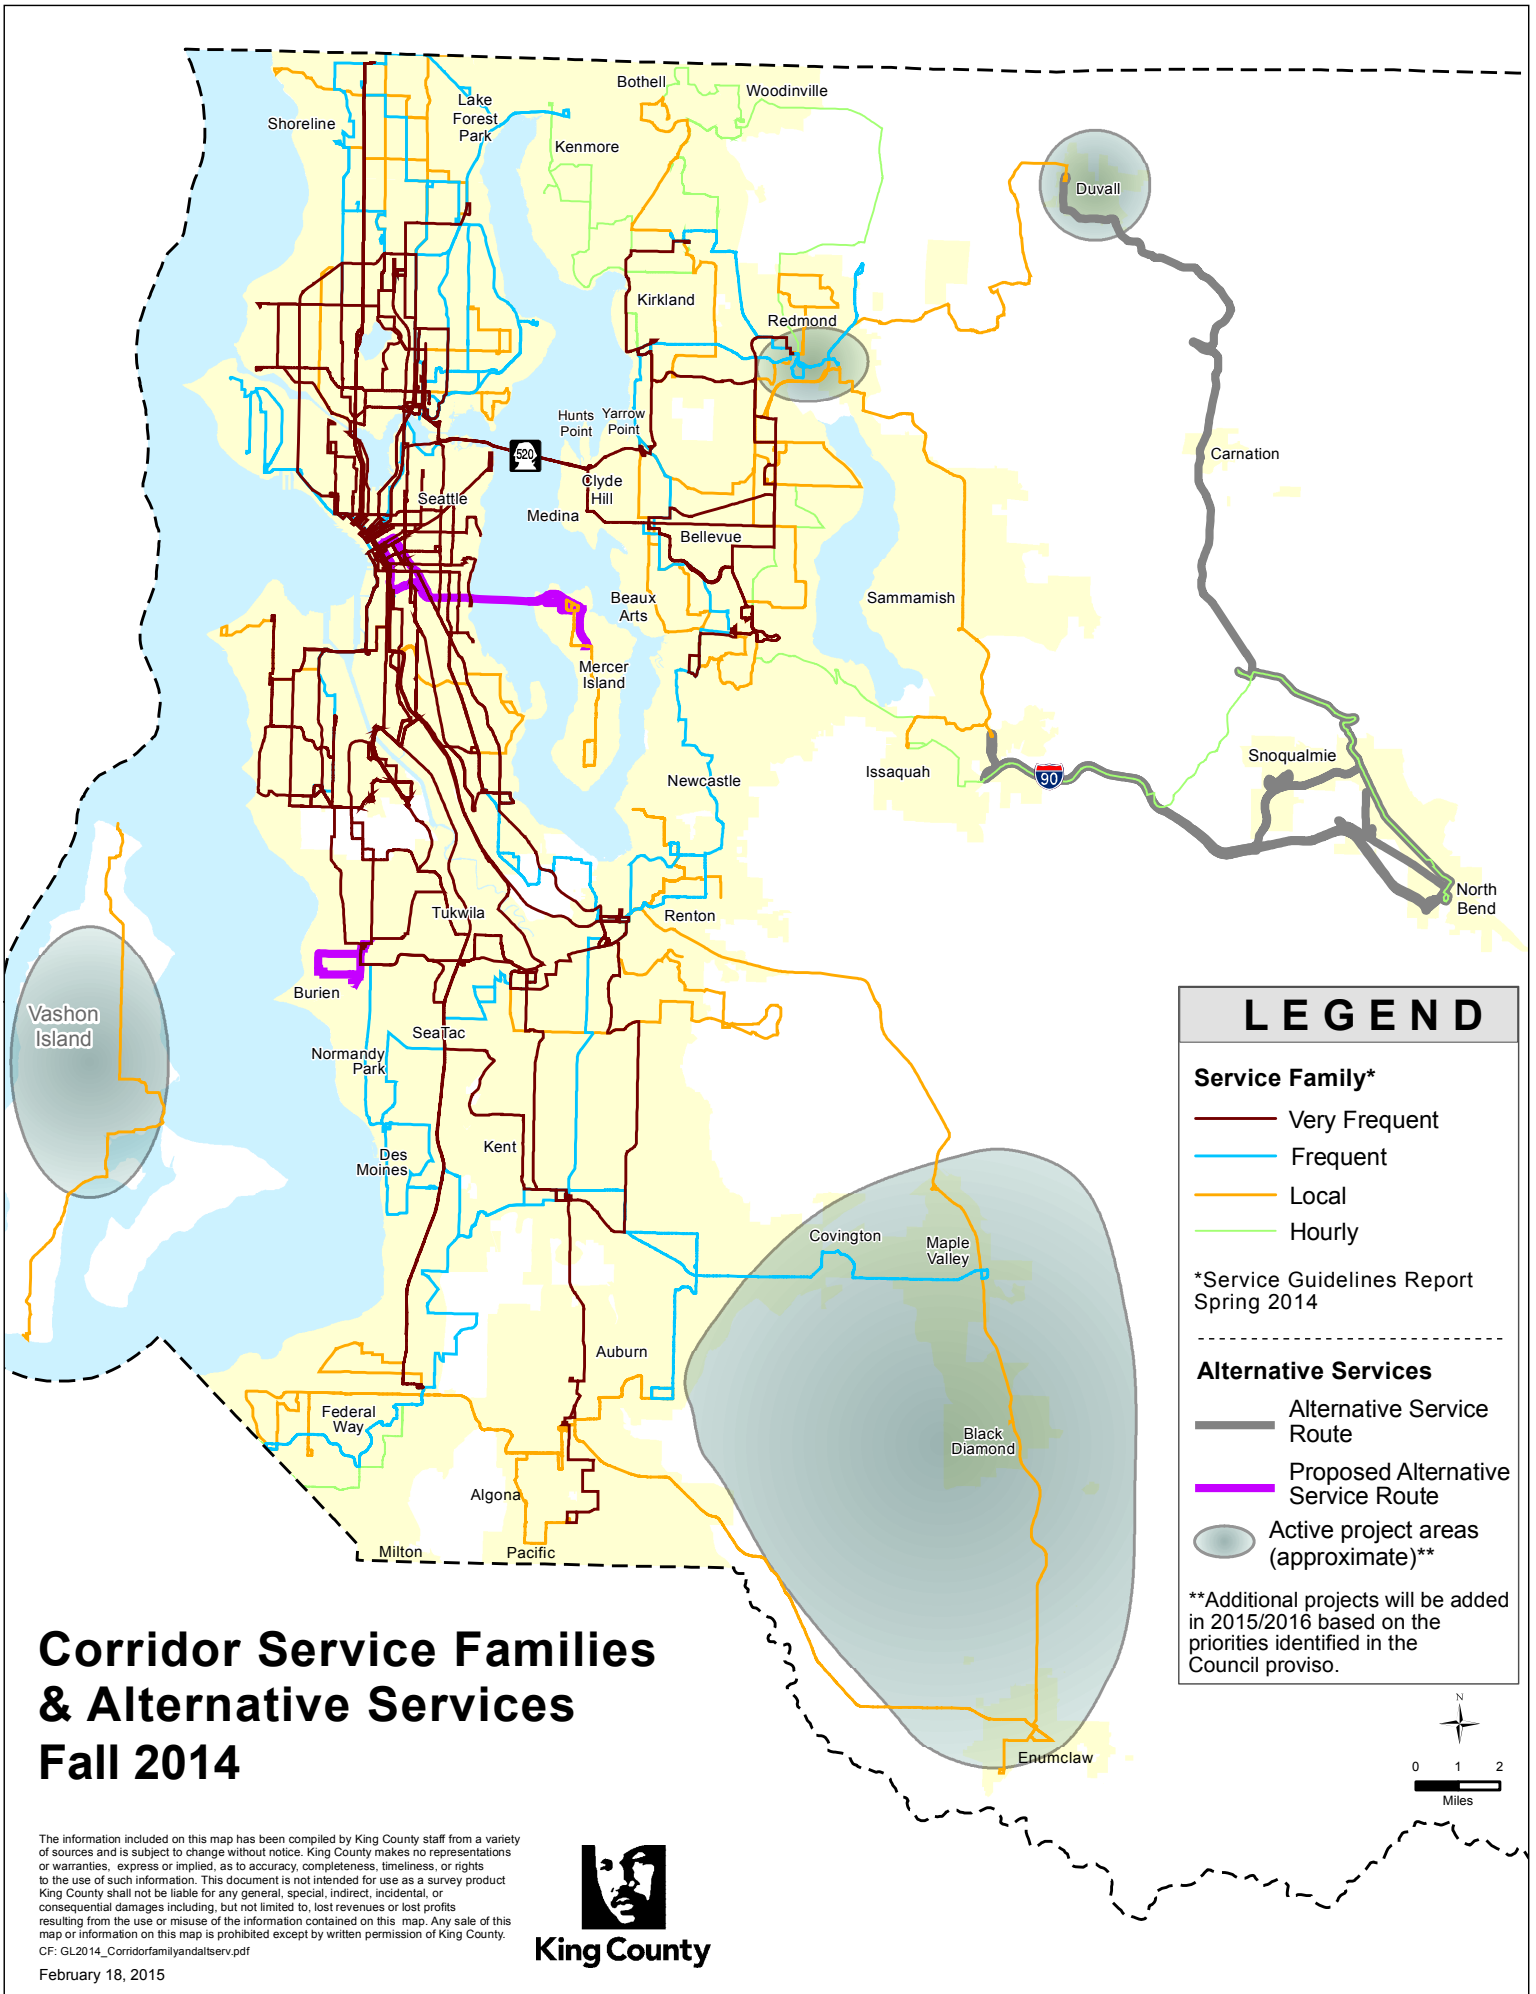 Bothell
Woodinville
Lake
Forest
Park
Shoreline
Kenmore
Duvall
Kirkland
Redmond
Hunts
Point
Yarrow
Point
520
Carnation
Clyde
Hill
Seattle
Medina
Bellevue
Beaux
Arts
Sammamish
Mercer
Island
Snoqualmie
Issaquah
90
Newcastle
North
Bend
Tukwila
Renton
Burien
Vashon
Island
SeaTac
Normandy
Park
Kent
Des
Moines
Covington
Maple
Valley
Auburn
Federal
Way
Black
Diamond
Algona
Milton
Pacific
Enumclaw
LEGEND
Service Family*
Very Frequent
Frequent
Local
Hourly
*Service Guidelines Report
Spring 2014
Alternative Services
Alternative Service
Route
Proposed Alternative
Service Route
Active project areas
(approximate)**
**Additional projects will be added
in 2015/2016 based on the
priorities identified in the
Council proviso.
N
0 1 2
Miles
Corridor Service Families
& Alternative Services
Fall 2014
The information included on this map has been compiled by King County staff from a variety
of sources and is subject to change without notice. King County makes no representations
or warranties, express or implied, as to accuracy, completeness, timeliness, or rights
to the use of such information. This document is not intended for use as a survey product
King County shall not be liable for any general, special, indirect, incidental, or
consequential damages including, but not limited to, lost revenues or lost profits
resulting from the use or misuse of the information contained on this map. Any sale of this
map or information on this map is prohibited except by written permission of King County.
CF: GL2014_Corridorfamilyandaltserv.pdf
February 18, 2015
King County